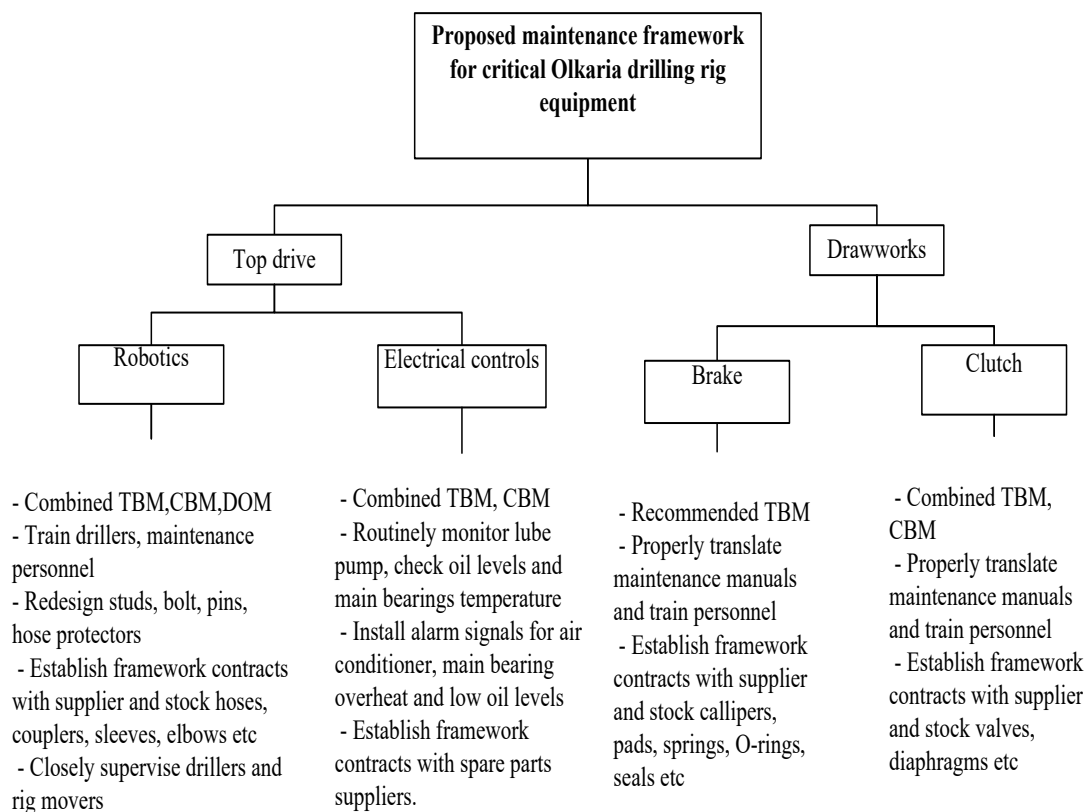 Proposed maintenance framework
for critical Olkaria drilling rig
equipment
Top drive
Drawworks
Robotics
Electrical controls
Brake
Clutch
- Combined TBM,CBM,DOM
- Train drillers, maintenance
personnel
- Redesign studs, bolt, pins,
hose protectors
- Establish framework contracts
with supplier and stock hoses,
couplers, sleeves, elbows etc
- Closely supervise drillers and
rig movers
- Combined TBM, CBM
- Routinely monitor lube
pump, check oil levels and
main bearings temperature
- Install alarm signals for air
conditioner, main bearing
overheat and low oil levels
- Establish framework
contracts with spare parts
suppliers.
- Recommended TBM
- Properly translate
maintenance manuals
and train personnel
- Establish framework
contracts with supplier
and stock callipers,
pads, springs, O-rings,
seals etc
- Combined TBM,
CBM
- Properly translate
maintenance manuals
and train personnel
- Establish framework
contracts with supplier
and stock valves,
diaphragms etc